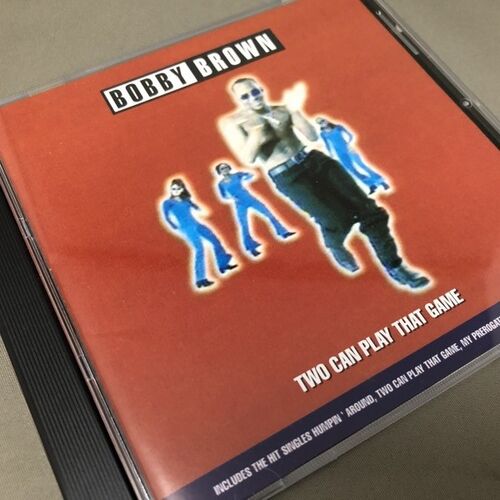 BOBBY BROWN
TWO CAN PLAY THAT GAME
INCLUDES THE HIT SINGLES HUMPIN' AROUND, TWO CAN PLAY THAT GAME, MY